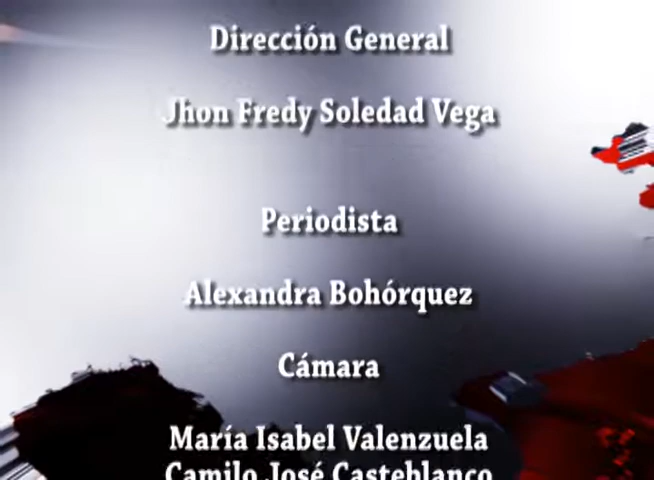 Dirección General
Jhon Fredy Soledad Vega
Periodista
Alexandra Bohórquez
Cámara
María Isabel Valenzuela
Camilo José Casteblanco